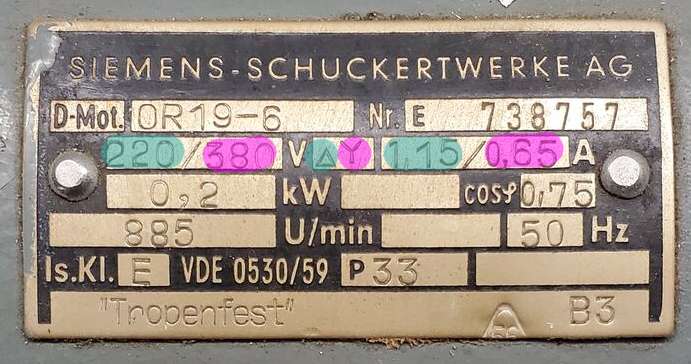 SIEMENS-SCHUCKERTWERKE AG
D-Mot. OR19-6 Nr. E 738757
220/380 V △Y 1,15/0,65 A
0,2 kW cosφ 0,75
885 U/min 50 Hz
Is.Kl. E VDE 0530/59 P 33
"Tropenfest" B3